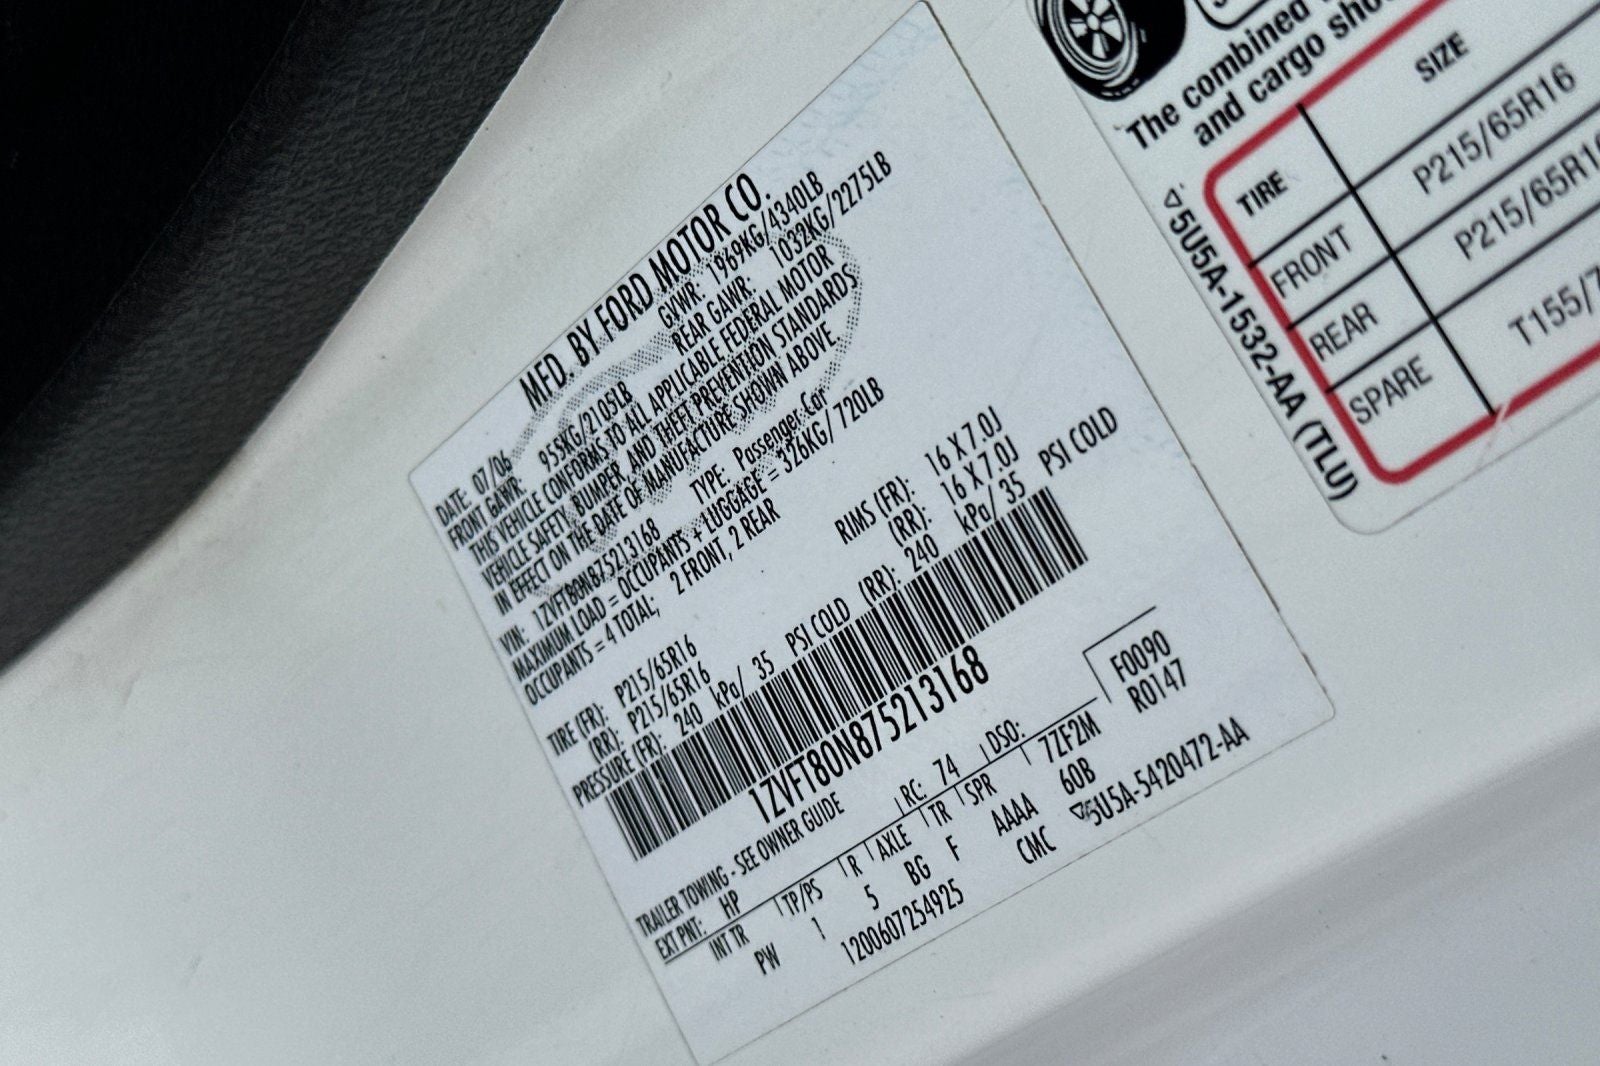 MFD. BY FORD MOTOR CO.
DATE: 07/06 GVWR: 1969KG/4340LB
FRONT GAWR: 955KG/2105LB REAR GAWR: 1032KG/2275LB
THIS VEHICLE CONFORMS TO ALL APPLICABLE FEDERAL MOTOR
VEHICLE SAFETY, BUMPER, AND THEFT PREVENTION STANDARDS
IN EFFECT ON THE DATE OF MANUFACTURE SHOWN ABOVE
VIN: 1ZVFT80N875213168 TYPE: Passenger Car
MAXIMUM LOAD = OCCUPANTS + LUGGAGE = 326KG/720LB
OCCUPANTS = 4 TOTAL; 2 FRONT, 2 REAR
TIRE (FR): P215/65R16 RIMS (FR): 16 X 7.0J
(RR): P215/65R16 (RR): 16 X 7.0J
PRESSURE (FR): 240 kPa/ 35 PSI COLD (RR): 240 kPa/ 35 PSI COLD
1ZVFT80N875213168
TRAILER TOWING - SEE OWNER GUIDE
F0090
R0147
EXT PNT: HP RC: 74 DSO:
INT TR TP/PS R AXLE TR SPR 7ZF2M
PW 1 5 BG F AAAA 60B
1200607254925 CMC 5U5A-5420472-AA
The combined
and cargo sho
TIRE SIZE
FRONT P215/65R16
REAR P215/65R16
SPARE T155/7
5U5A-1532-AA (TLU)